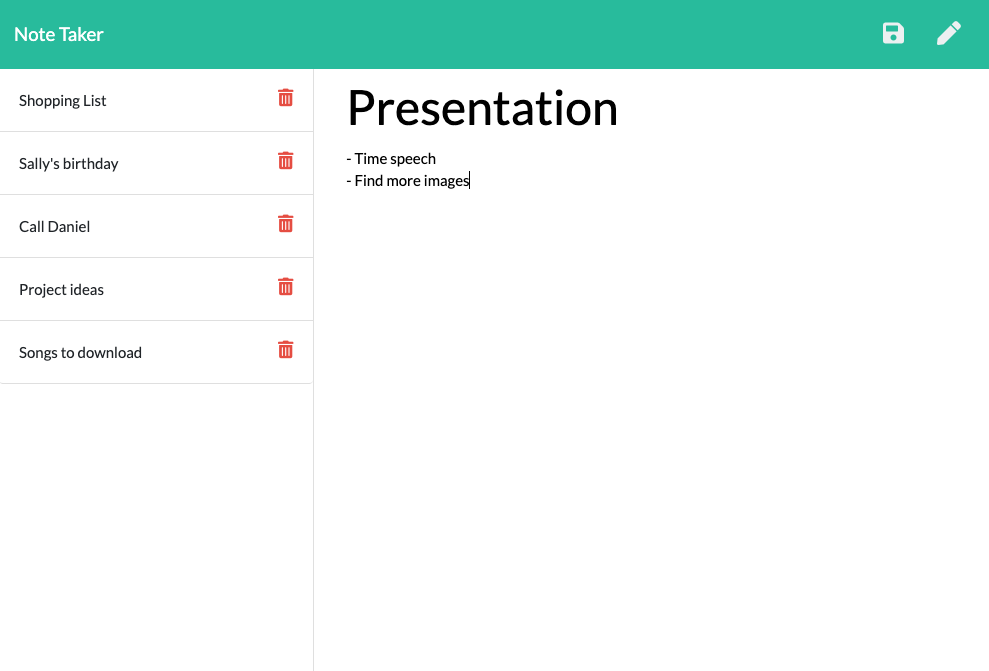 Note Taker
Shopping List
Sally's birthday
Call Daniel
Project ideas
Songs to download
Presentation
- Time speech
- Find more images